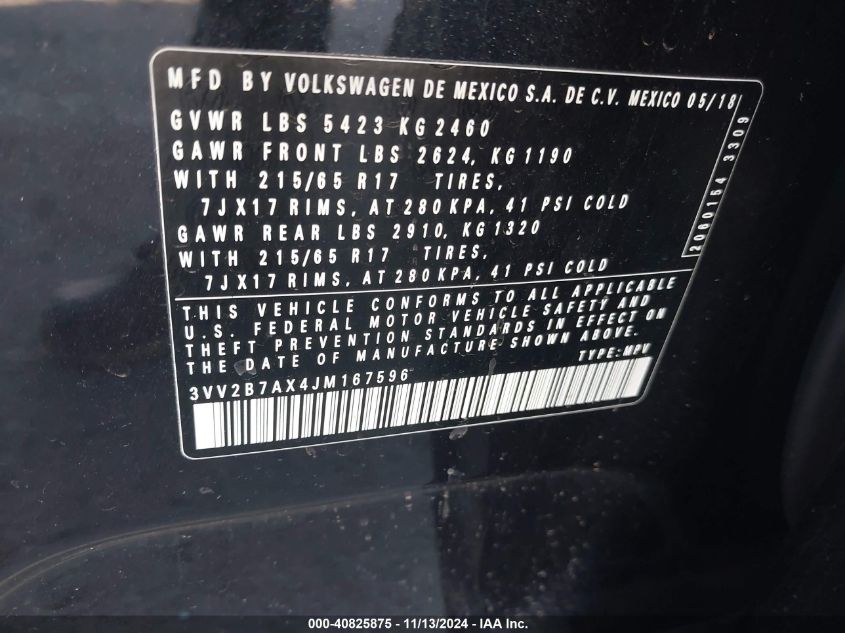 MFD BY VOLKSWAGEN DE MEXICO S.A. DE C.V. MEXICO 05/18
GVWR LBS 5423 KG 2460
GAWR FRONT LBS 2624, KG 1190
WITH 215/65 R17 TIRES,
7JX17 RIMS, AT 280 KPA, 41 PSI COLD
GAWR REAR LBS 2910, KG 1320
WITH 215/65 R17 TIRES,
7JX17 RIMS, AT 280 KPA, 41 PSI COLD
2060154 3309
THIS VEHICLE CONFORMS TO ALL APPLICABLE
U.S. FEDERAL MOTOR VEHICLE SAFETY AND
THEFT PREVENTION STANDARDS IN EFFECT ON
THE DATE OF MANUFACTURE SHOWN ABOVE.
TYPE: MPV
3VV2B7AX4JM167596
000-40825875 - 11/13/2024 - IAA Inc.